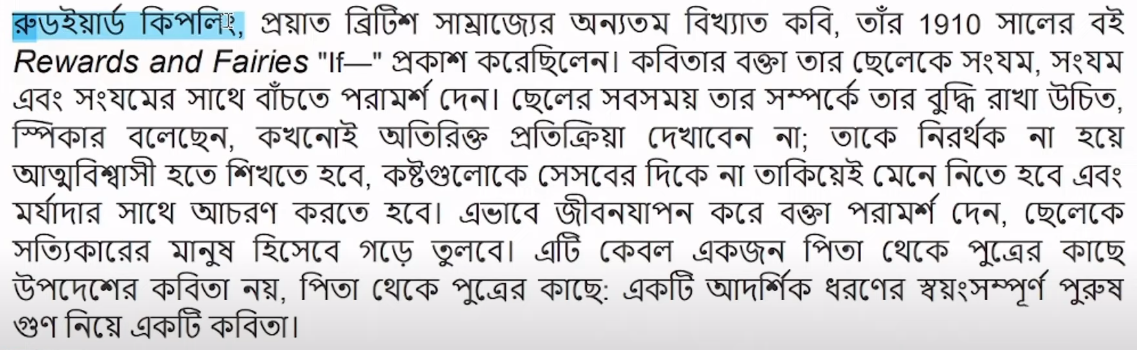 রুডইয়ার্ড কিপলিং, প্রয়াত ব্রিটিশ সাম্রাজ্যের অন্যতম বিখ্যাত কবি, তাঁর 1910 সালের বই
Rewards and Fairies "If—" প্রকাশ করেছিলেন। কবিতার বক্তা তার ছেলেকে সংযম, সংযম
এবং সংযমের সাথে বাঁচতে পরামর্শ দেন। ছেলের সবসময় তার সম্পর্কে তার বুদ্ধি রাখা উচিত,
স্পিকার বলেছেন, কখনোই অতিরিক্ত প্রতিক্রিয়া দেখাবেন না; তাকে নিরর্থক না হয়ে
আত্মবিশ্বাসী হতে শিখতে হবে, কষ্টগুলোকে সেসবের দিকে না তাকিয়েই মেনে নিতে হবে এবং
মর্যাদার সাথে আচরণ করতে হবে। এভাবে জীবনযাপন করে বক্তা পরামর্শ দেন, ছেলেকে
সত্যিকারের মানুষ হিসেবে গড়ে তুলবে। এটি কেবল একজন পিতা থেকে পুত্রের কাছে
উপদেশের কবিতা নয়, পিতা থেকে পুত্রের কাছে: একটি আদর্শিক ধরণের স্বয়ংসম্পূর্ণ পুরুষ
গুণ নিয়ে একটি কবিতা।